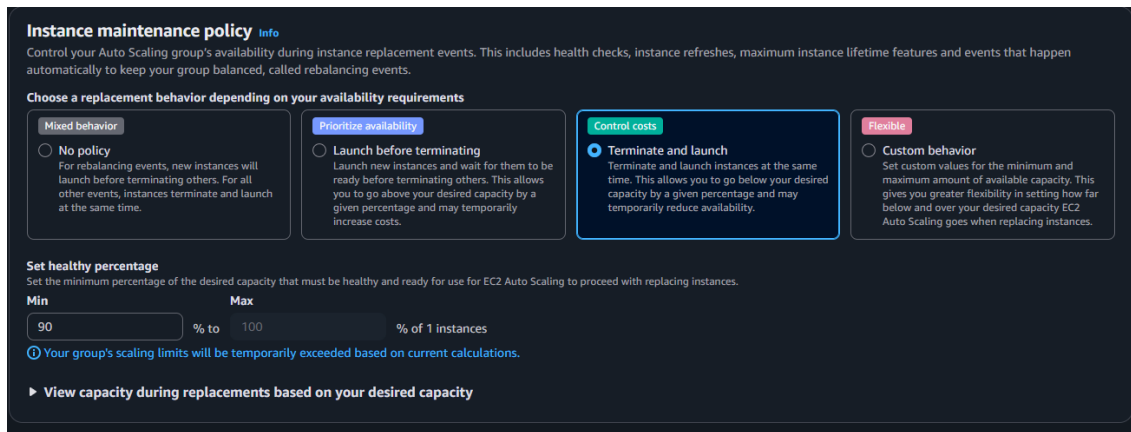 Instance maintenance policy Info
Control your Auto Scaling group's availability during instance replacement events. This includes health checks, instance refreshes, maximum instance lifetime features and events that happen
automatically to keep your group balanced, called rebalancing events.
Choose a replacement behavior depending on your availability requirements
Mixed behavior
No policy
For rebalancing events, new instances will
launch before terminating others. For all
other events, instances terminate and launch
at the same time.
Prioritize availability
Launch before terminating
Launch new instances and wait for them to be
ready before terminating others. This allows
you to go above your desired capacity by a
given percentage and may temporarily
increase costs.
Control costs
Terminate and launch
Terminate and launch instances at the same
time. This allows you to go below your desired
capacity by a given percentage and may
temporarily reduce availability.
Flexible
Custom behavior
Set custom values for the minimum and
maximum amount of available capacity. This
gives you greater flexibility in setting how far
below and over your desired capacity EC2
Auto Scaling goes when replacing instances.
Set healthy percentage
Set the minimum percentage of the desired capacity that must be healthy and ready for use for EC2 Auto Scaling to proceed with replacing instances.
Min Max
90 % to 100 % of 1 instances
Your group's scaling limits will be temporarily exceeded based on current calculations.
View capacity during replacements based on your desired capacity